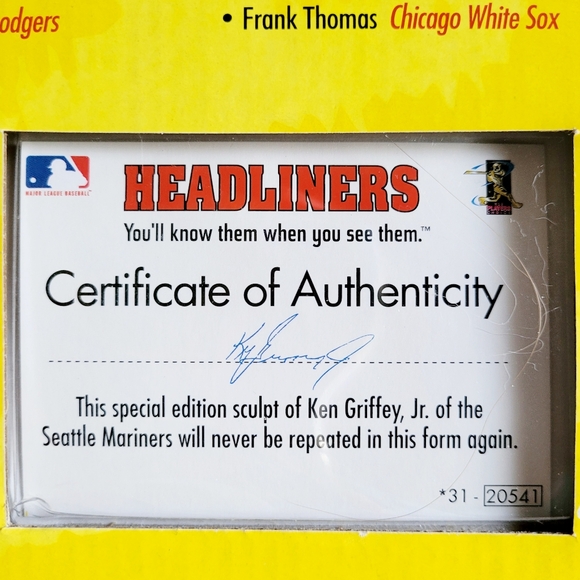 odgers
• Frank Thomas Chicago White Sox
MAJOR LEAGUE BASEBALL
HEADLINERS
You'll know them when you see them.™
Certificate of Authenticity
This special edition sculpt of Ken Griffey, Jr. of the
Seattle Mariners will never be repeated in this form again.
*31 - 20541